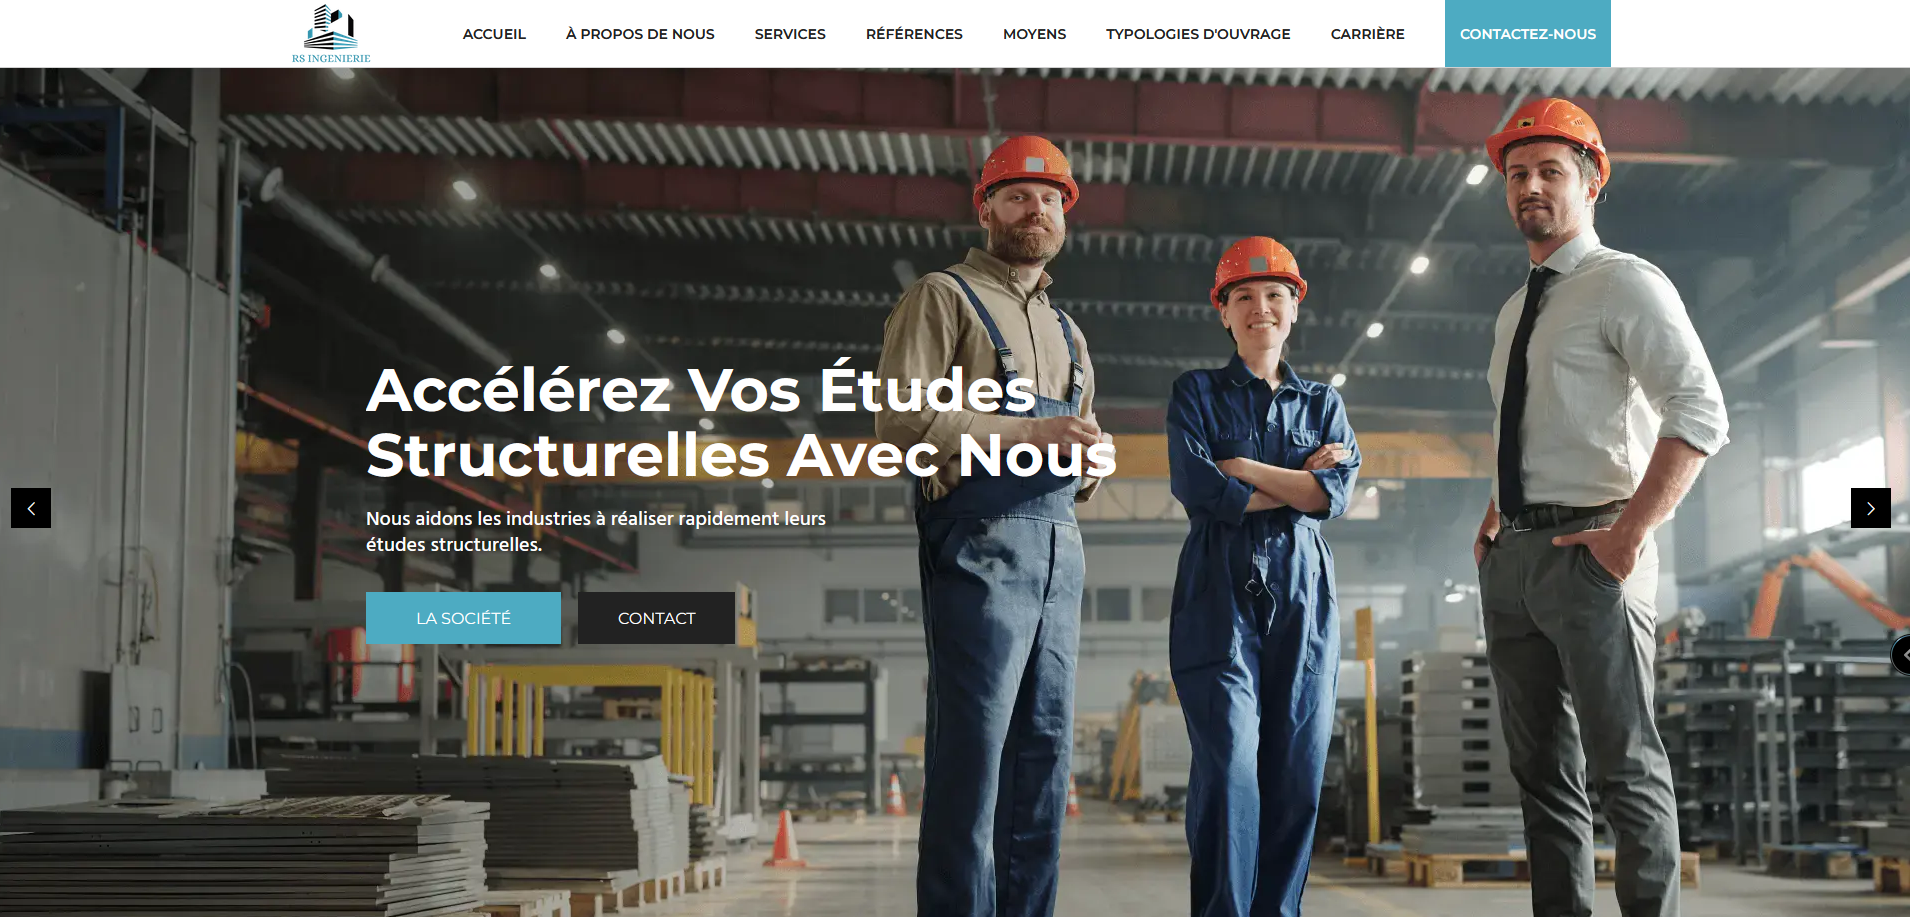 RS INGENIERIE
ACCUEIL
À PROPOS DE NOUS
SERVICES
RÉFÉRENCES
MOYENS
TYPOLOGIES D'OUVRAGE
CARRIÈRE
CONTACTEZ-NOUS
Accélérez Vos Études
Structurelles Avec Nous
Nous aidons les industries à réaliser rapidement leurs
études structurelles.
LA SOCIÉTÉ
CONTACT